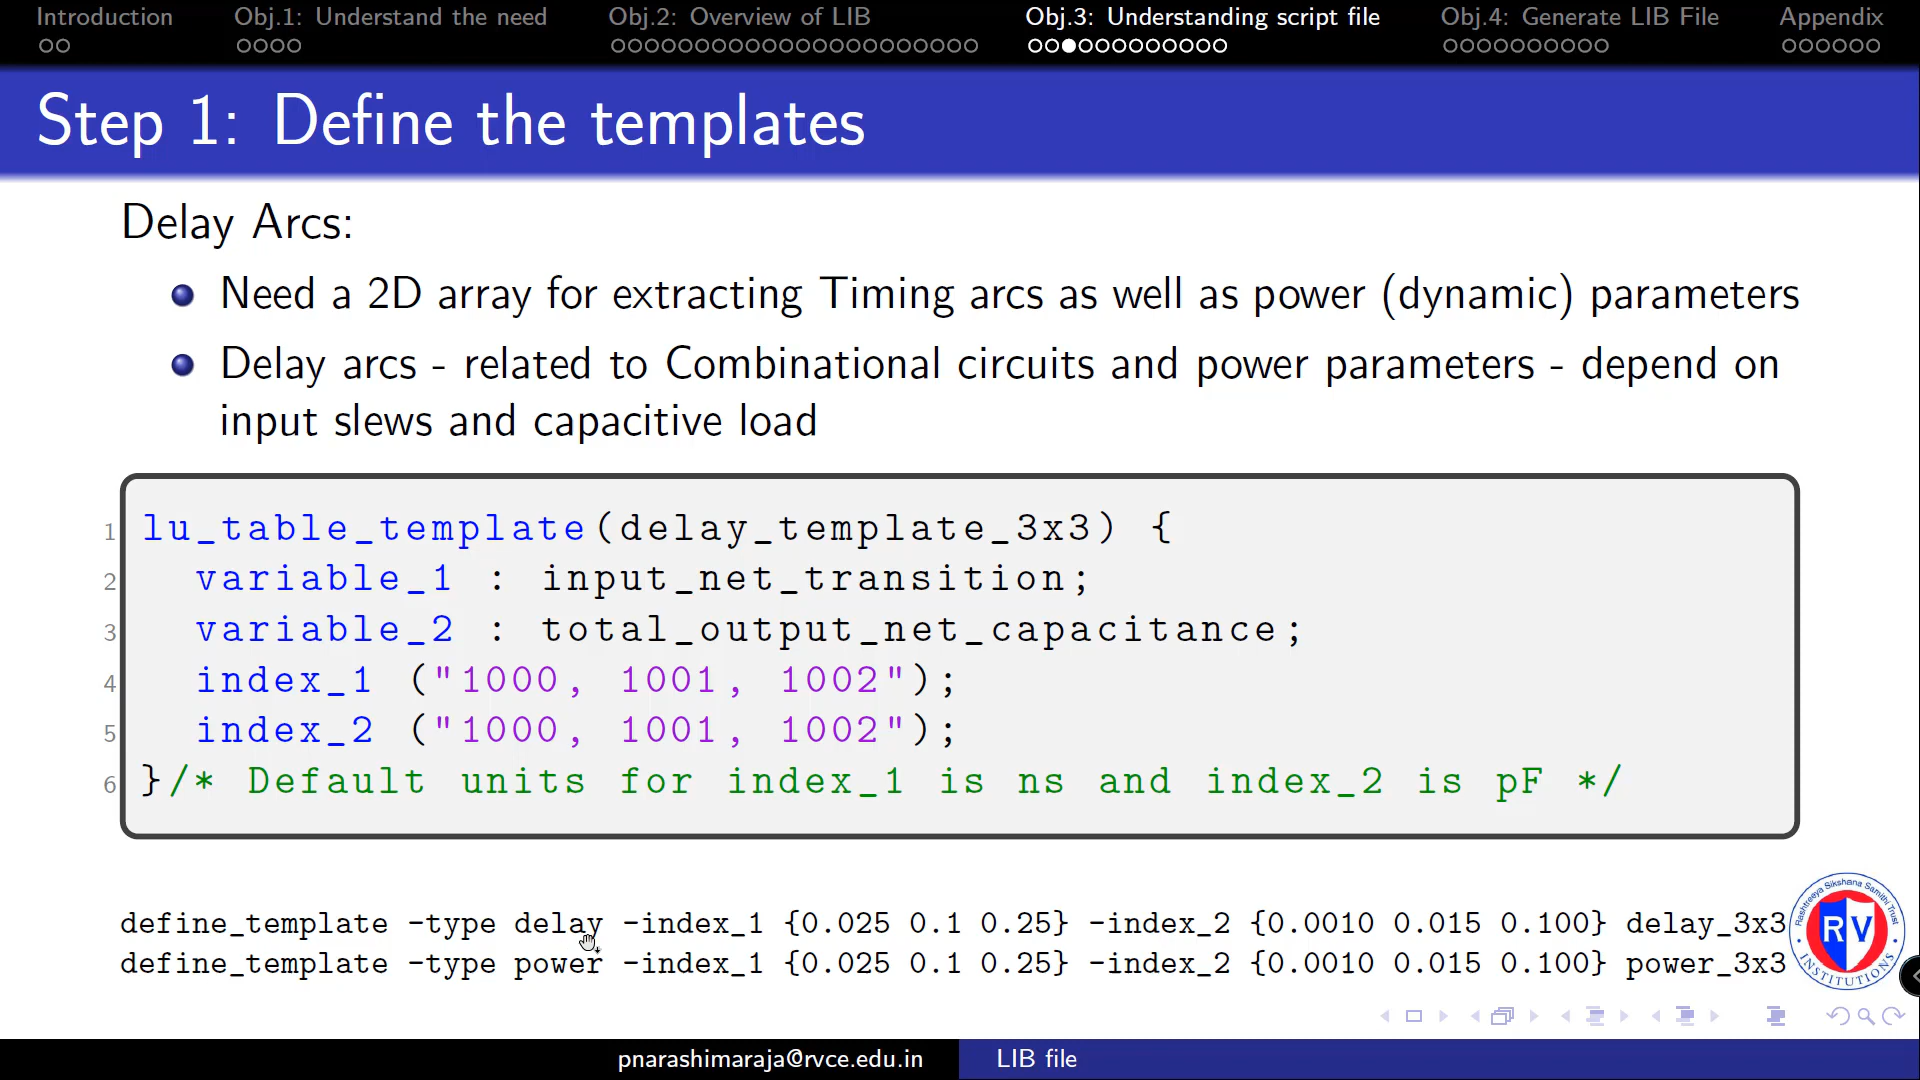 Introduction
Obj.1: Understand the need
Obj.2: Overview of LIB
Obj.3: Understanding script file
Obj.4: Generate LIB File
Appendix
Step 1: Define the templates
Delay Arcs:
Need a 2D array for extracting Timing arcs as well as power (dynamic) parameters
Delay arcs - related to Combinational circuits and power parameters - depend on
input slews and capacitive load
1 lu_table_template(delay_template_3x3) {
2 variable_1 : input_net_transition;
3 variable_2 : total_output_net_capacitance;
4 index_1 ("1000, 1001, 1002");
5 index_2 ("1000, 1001, 1002");
6 }/* Default units for index_1 is ns and index_2 is pF */
define_template -type delay -index_1 {0.025 0.1 0.25} -index_2 {0.0010 0.015 0.100} delay_3x3
define_template -type power -index_1 {0.025 0.1 0.25} -index_2 {0.0010 0.015 0.100} power_3x3
Rashtreeya Sikshana Samithi Trust
RV
INSTITUTIONS
pnarashimaraja@rvce.edu.in
LIB file